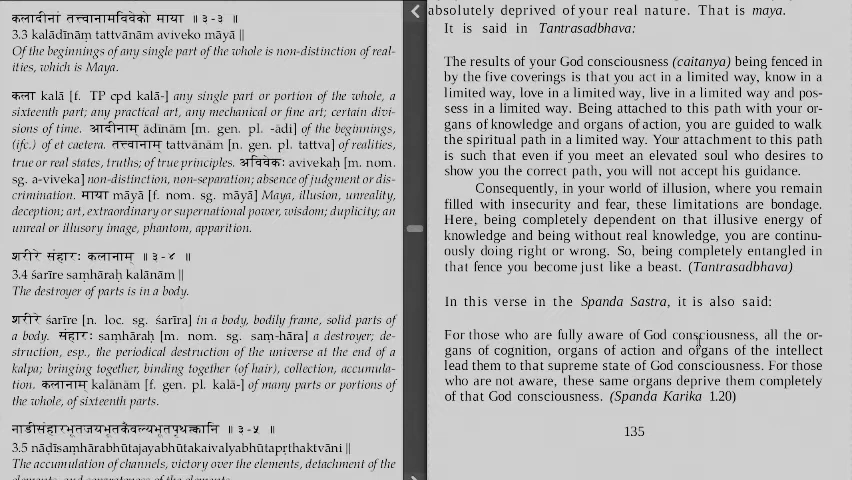 कलादीनां तत्त्वानामविवेको माया ॥ ३-३ ॥
3.3 kalādīnāṃ tattvānām aviveko māyā ||
Of the beginnings of any single part of the whole is non-distinction of real-
ities, which is Maya.
कला kalā [f. TP cpd kalā-] any single part or portion of the whole, a
sixteenth part; any practical art, any mechanical or fine art; certain divi-
sions of time. आदीनाम् ādīnām [m. gen. pl. -ādi] of the beginnings,
(ifc.) of et caetera. तत्त्वानाम् tattvānām [n. gen. pl. tattva] of realities,
true or real states, truths; of true principles. अविवेकः avivekaḥ [m. nom.
sg. a-viveka] non-distinction, non-separation; absence of judgment or dis-
crimination. माया māyā [f. nom. sg. māyā] Maya, illusion, unreality,
deception; art, extraordinary or supernational power, wisdom; duplicity; an
unreal or illusory image, phantom, apparition.
शरीरे संहारः कलानाम् ॥ ३-४ ॥
3.4 śarīre saṃhāraḥ kalānām ||
The destroyer of parts is in a body.
शरीरे śarīre [n. loc. sg. śarīra] in a body, bodily frame, solid parts of
a body. संहारः saṃhāraḥ [m. nom. sg. saṃ-hāra] a destroyer; de-
struction, esp., the periodical destruction of the universe at the end of a
kalpa; bringing together, binding together (of hair), collection, accumula-
tion. कलानाम् kalānām [f. gen. pl. kalā-] of many parts or portions of
the whole, of sixteenth parts.
नाडीसंहारभूतजयभूतकैवल्यभूतपृथक्त्वानि ॥ ३-५ ॥
3.5 nāḍīsaṃhārabhūtajayabhūtakaivalyabhūtapṛthaktvāni ||
The accumulation of channels, victory over the elements, detachment of the
absolutely deprived of your real nature. That is maya.
It is said in Tantrasadbhava:
The results of your God consciousness (caitanya) being fenced in
by the five coverings is that you act in a limited way, know in a
limited way, love in a limited way, live in a limited way and pos-
sess in a limited way. Being attached to this path with your or-
gans of knowledge and organs of action, you are guided to walk
the spiritual path in a limited way. Your attachment to this path
is such that even if you meet an elevated soul who desires to
show you the correct path, you will not accept his guidance.
Consequently, in your world of illusion, where you remain
filled with insecurity and fear, these limitations are bondage.
Here, being completely dependent on that illusive energy of
knowledge and being without real knowledge, you are continu-
ously doing right or wrong. So, being completely entangled in
that fence you become just like a beast. (Tantrasadbhava)
In this verse in the Spanda Sastra, it is also said:
For those who are fully aware of God consciousness, all the or-
gans of cognition, organs of action and organs of the intellect
lead them to that supreme state of God consciousness. For those
who are not aware, these same organs deprive them completely
of that God consciousness. (Spanda Karika 1.20)
135